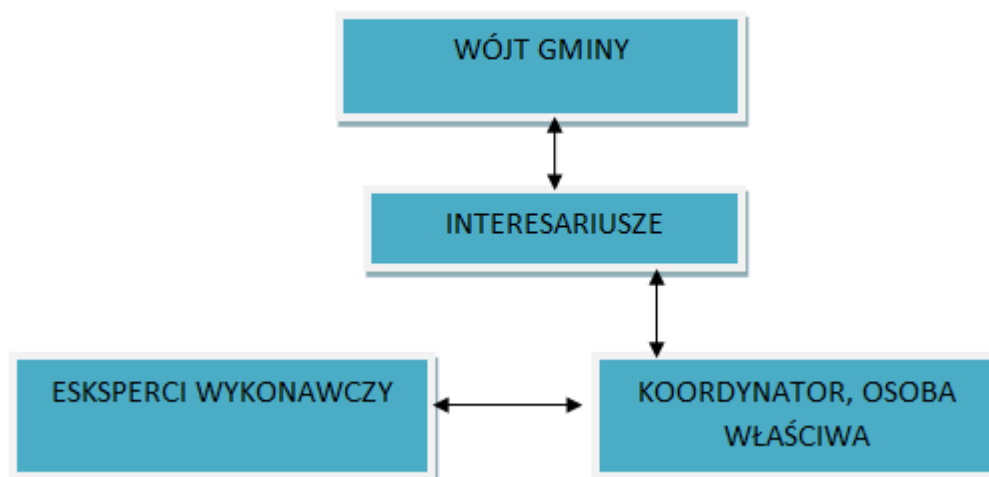 WÓJT GMINY
INTERESARIUSZE
ESKSPERCI WYKONAWCZY
KOORDYNATOR, OSOBA
WŁAŚCIWA